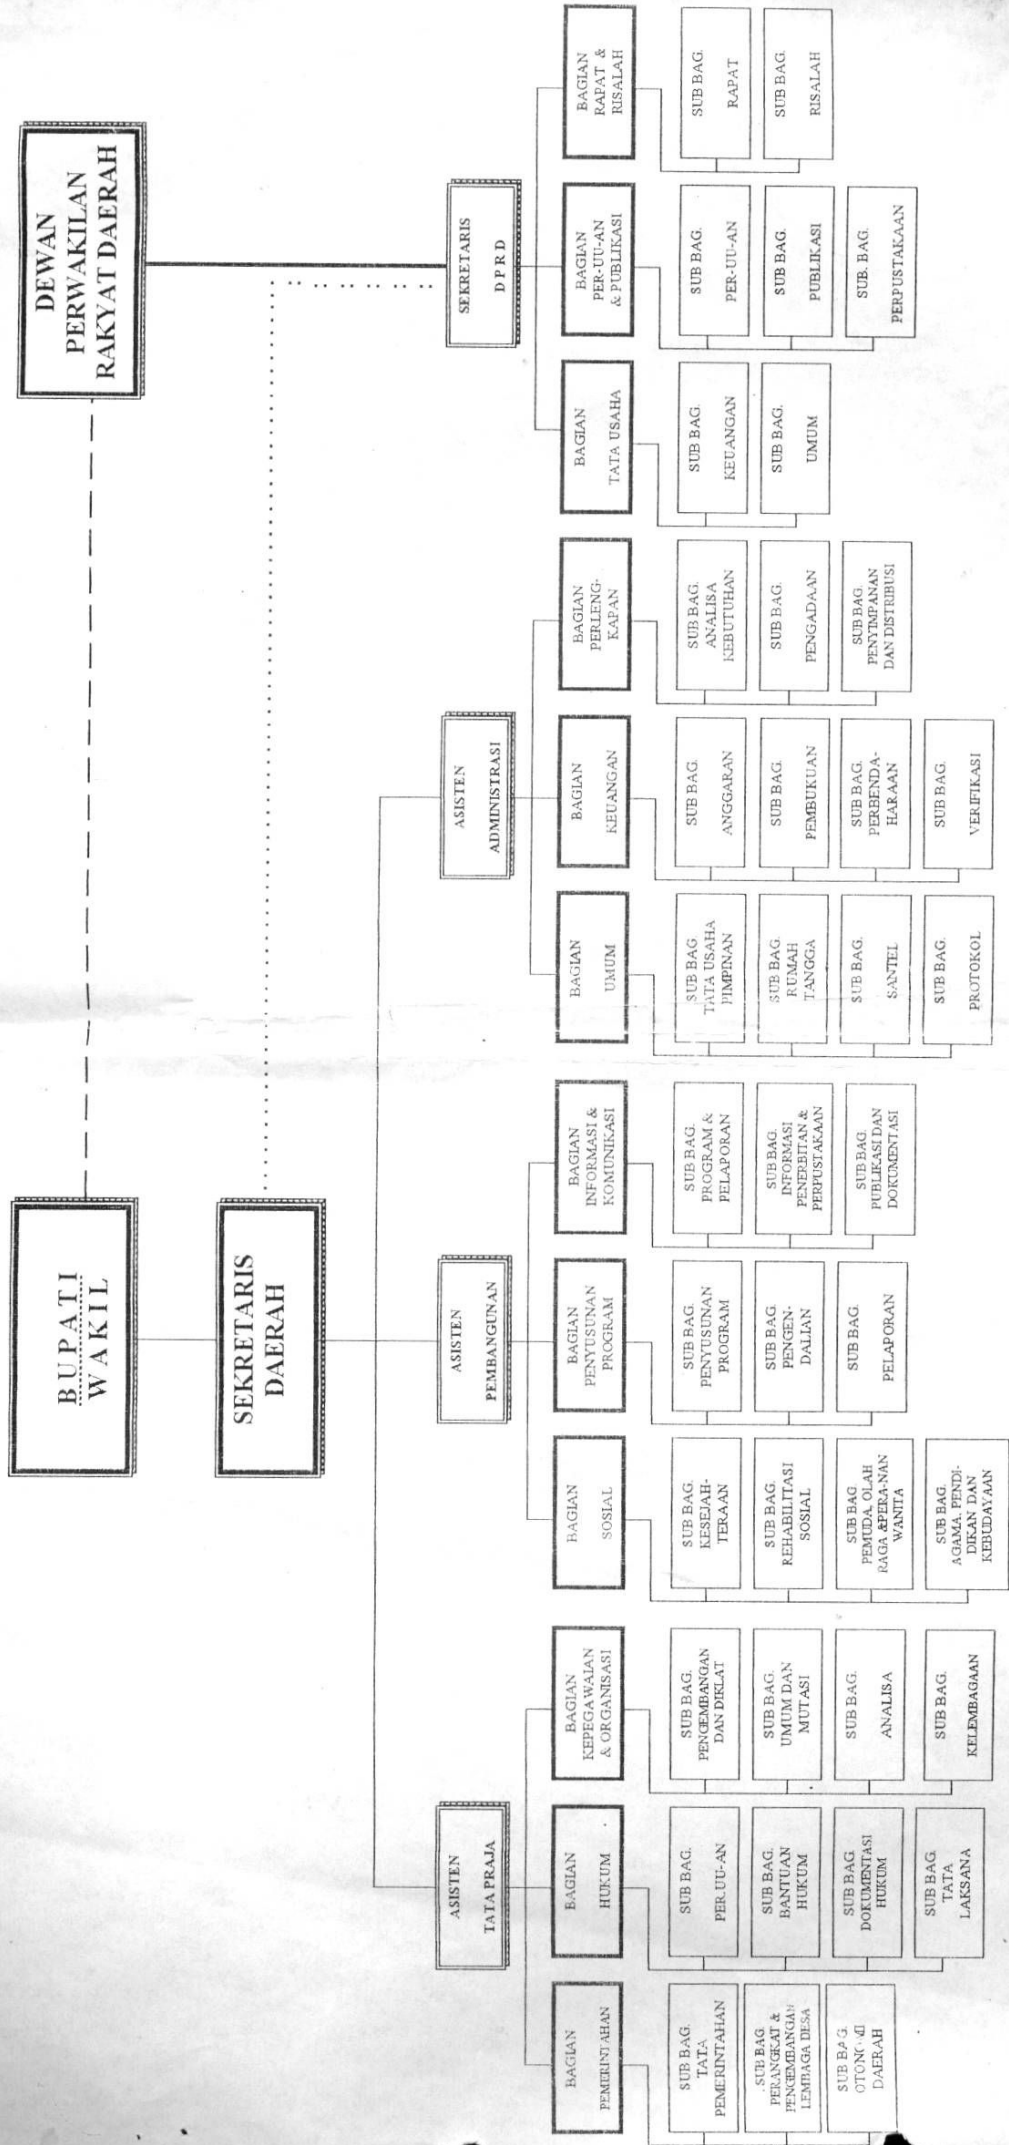 BUPATI
WAKIL
DEWAN
PERWAKILAN
RAKYAT DAERAH
SEKRETARIS
DAERAH
ASISTEN
TATA PRAJA
ASISTEN
PEMBANGUNAN
ASISTEN
ADMINISTRASI
SEKRETARIS
DPRD
BAGIAN
PEMERINTAHAN
BAGIAN
HUKUM
BAGIAN
KEPEGAWAIAN
& ORGANISASI
BAGIAN
SOSIAL
BAGIAN
PENYUSUNAN
PROGRAM
BAGIAN
INFORMASI &
KOMUNIKASI
BAGIAN
UMUM
BAGIAN
KEUANGAN
BAGIAN
PERLENG-
KAPAN
BAGIAN
TATA USAHA
BAGIAN
PER-UU-AN
& PUBLIKASI
BAGIAN
RAPAT &
RISALAH
SUB BAG.
TATA
PEMERINTAHAN
SUB BAG.
PERANGKAT &
PENGEMBANGAN
LEMBAGA DESA
SUB BAG.
OTONOMI
DAERAH
SUB BAG.
PER.UU-AN
SUB BAG.
BANTUAN
HUKUM
SUB BAG.
DOKUMENTASI
HUKUM
SUB BAG.
TATA
LAKSANA
SUB BAG.
PENGEMBANGAN
DAN DIKLAT
SUB BAG.
UMUM DAN
MUTASI
SUB BAG.
ANALISA
SUB BAG.
KELEMBAGAAN
SUB BAG.
KESEJAH-
TERAAN
SUB BAG.
REHABILITASI
SOSIAL
SUB BAG
PEMUDA, OLAH
RAGA &PERA-NAN
WANITA
SUB BAG.
AGAMA. PENDI-
DIKAN DAN
KEBUDAYAAN
SUB BAG.
PENYUSUNAN
PROGRAM
SUB BAG.
PENGEN-
DALIAN
SUB BAG.
PELAPORAN
SUB BAG.
PROGRAM &
PELAPORAN
SUB BAG.
INFORMASI
PENERBITAN &
PERPUSTAKAAN
SUB BAG.
PUBLIKASI DAN
DOKUMENTASI
SUB BAG.
TATA USAHA
PIMPINAN
SUB BAG.
RUMAH
TANGGA
SUB BAG.
SANTEL
SUB BAG.
PROTOKOL
SUB BAG.
ANGGARAN
SUB BAG.
PEMBUKUAN
SUB BAG.
PERBENDA-
HARAAN
SUB BAG.
VERIFIKASI
SUB BAG.
ANALISA
KEBUTUHAN
SUB BAG.
PENGADAAN
SUB BAG.
PENYIMPANAN
DAN DISTRIBUSI
SUB BAG.
KEUANGAN
SUB BAG.
UMUM
SUB BAG.
PER-UU-AN
SUB BAG.
PUBLIKASI
SUB. BAG.
PERPUSTAKAAN
SUB BAG.
RAPAT
SUB BAG.
RISALAH